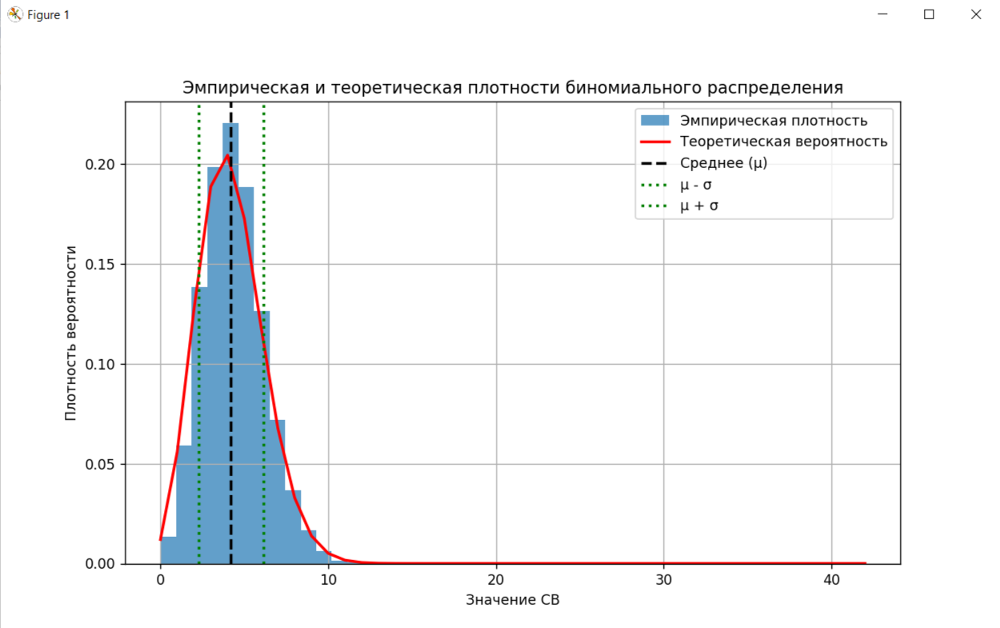 Figure 1
Эмпирическая и теоретическая плотности биномиального распределения
Эмпирическая плотность
Теоретическая вероятность
Среднее (μ)
μ - σ
μ + σ
Плотность вероятности
0.20
0.15
0.10
0.05
0.00
0 10 20 30 40
Значение СВ